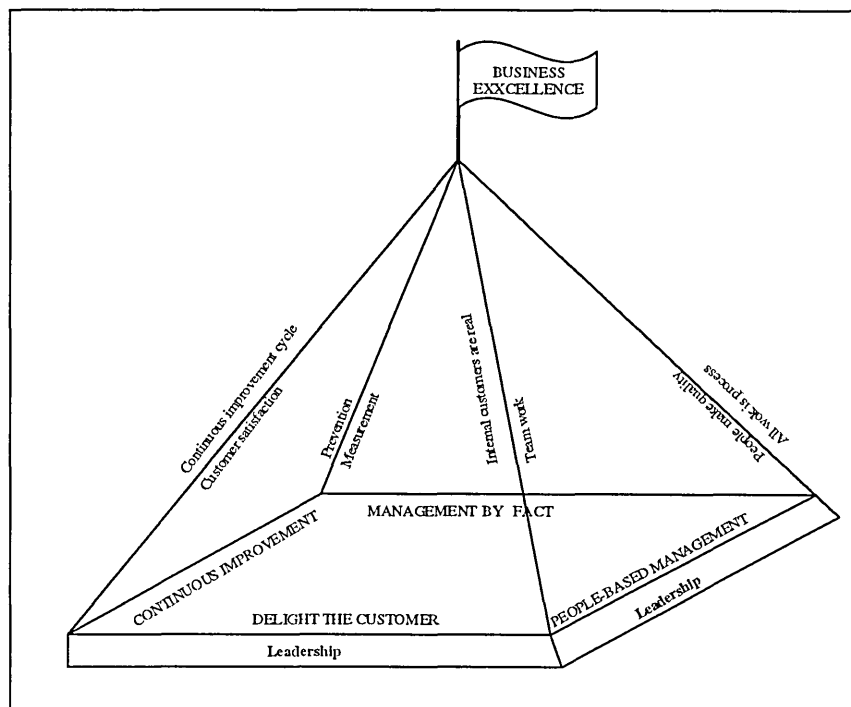 BUSINESS
EXXCELLENCE
Continuous improvement cycle
Customer satisfaction
Prevention
Measurement
Internal customers are real
Team work
All wok is process
People make quality
MANAGEMENT BY FACT
CONTINUOUS IMPROVEMENT
PEOPLE-BASED MANAGEMENT
DELIGHT THE CUSTOMER
Leadership
Leadership